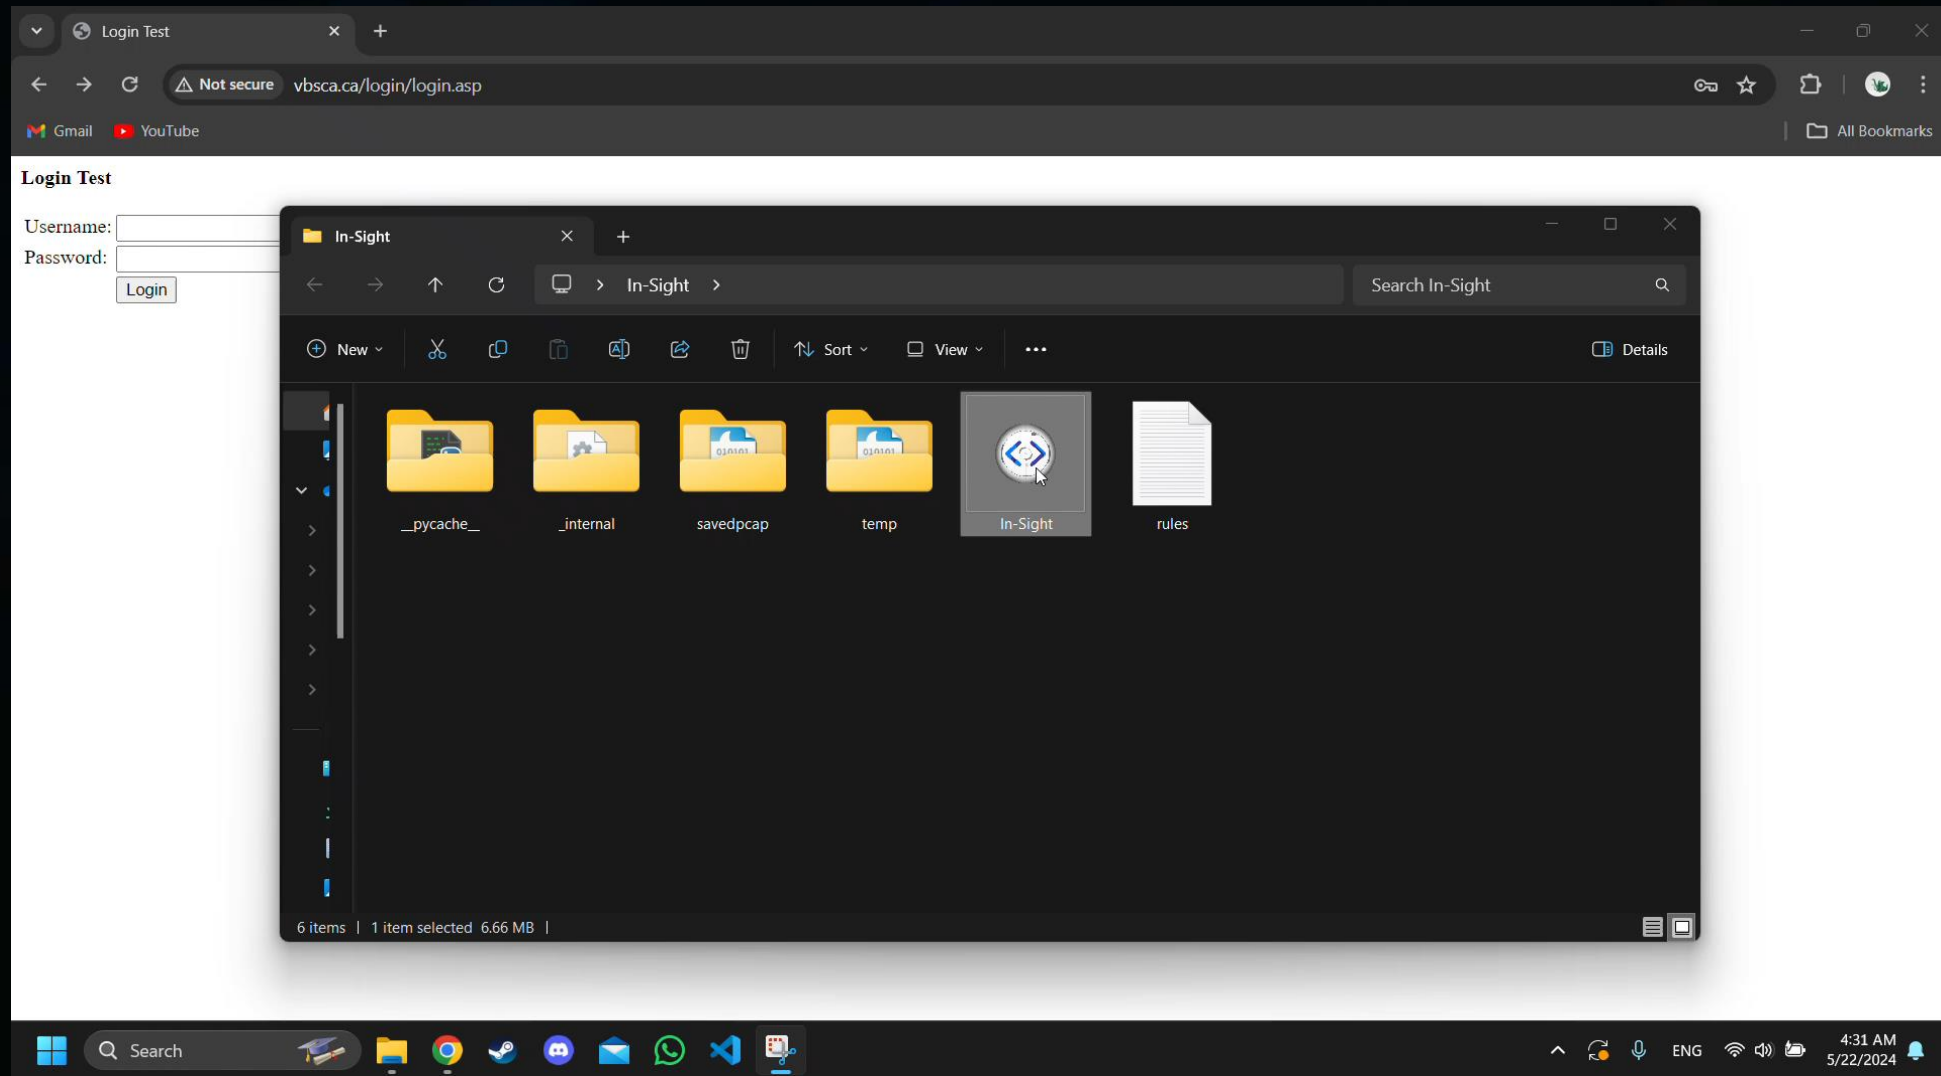 Login Test
Not secure vbsca.ca/login/login.asp
Gmail YouTube All Bookmarks
Login Test
Username:
Password:
Login
In-Sight
In-Sight Search In-Sight
New Sort View Details
__pycache__ _internal savedpcap temp In-Sight rules
6 items 1 item selected 6.66 MB
Search ENG 4:31 AM
5/22/2024